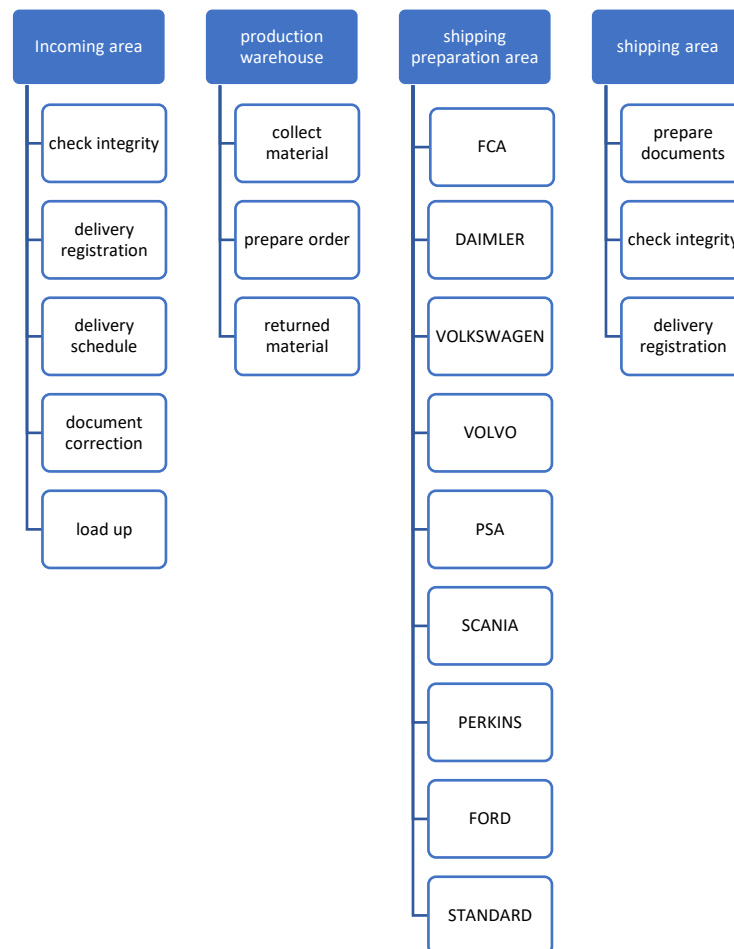 Incoming area
check integrity
delivery
registration
delivery
schedule
document
correction
load up
production
warehouse
collect
material
prepare order
returned
material
shipping
preparation area
FCA
DAIMLER
VOLKSWAGEN
VOLVO
PSA
SCANIA
PERKINS
FORD
STANDARD
shipping area
prepare
documents
check integrity
delivery
registration